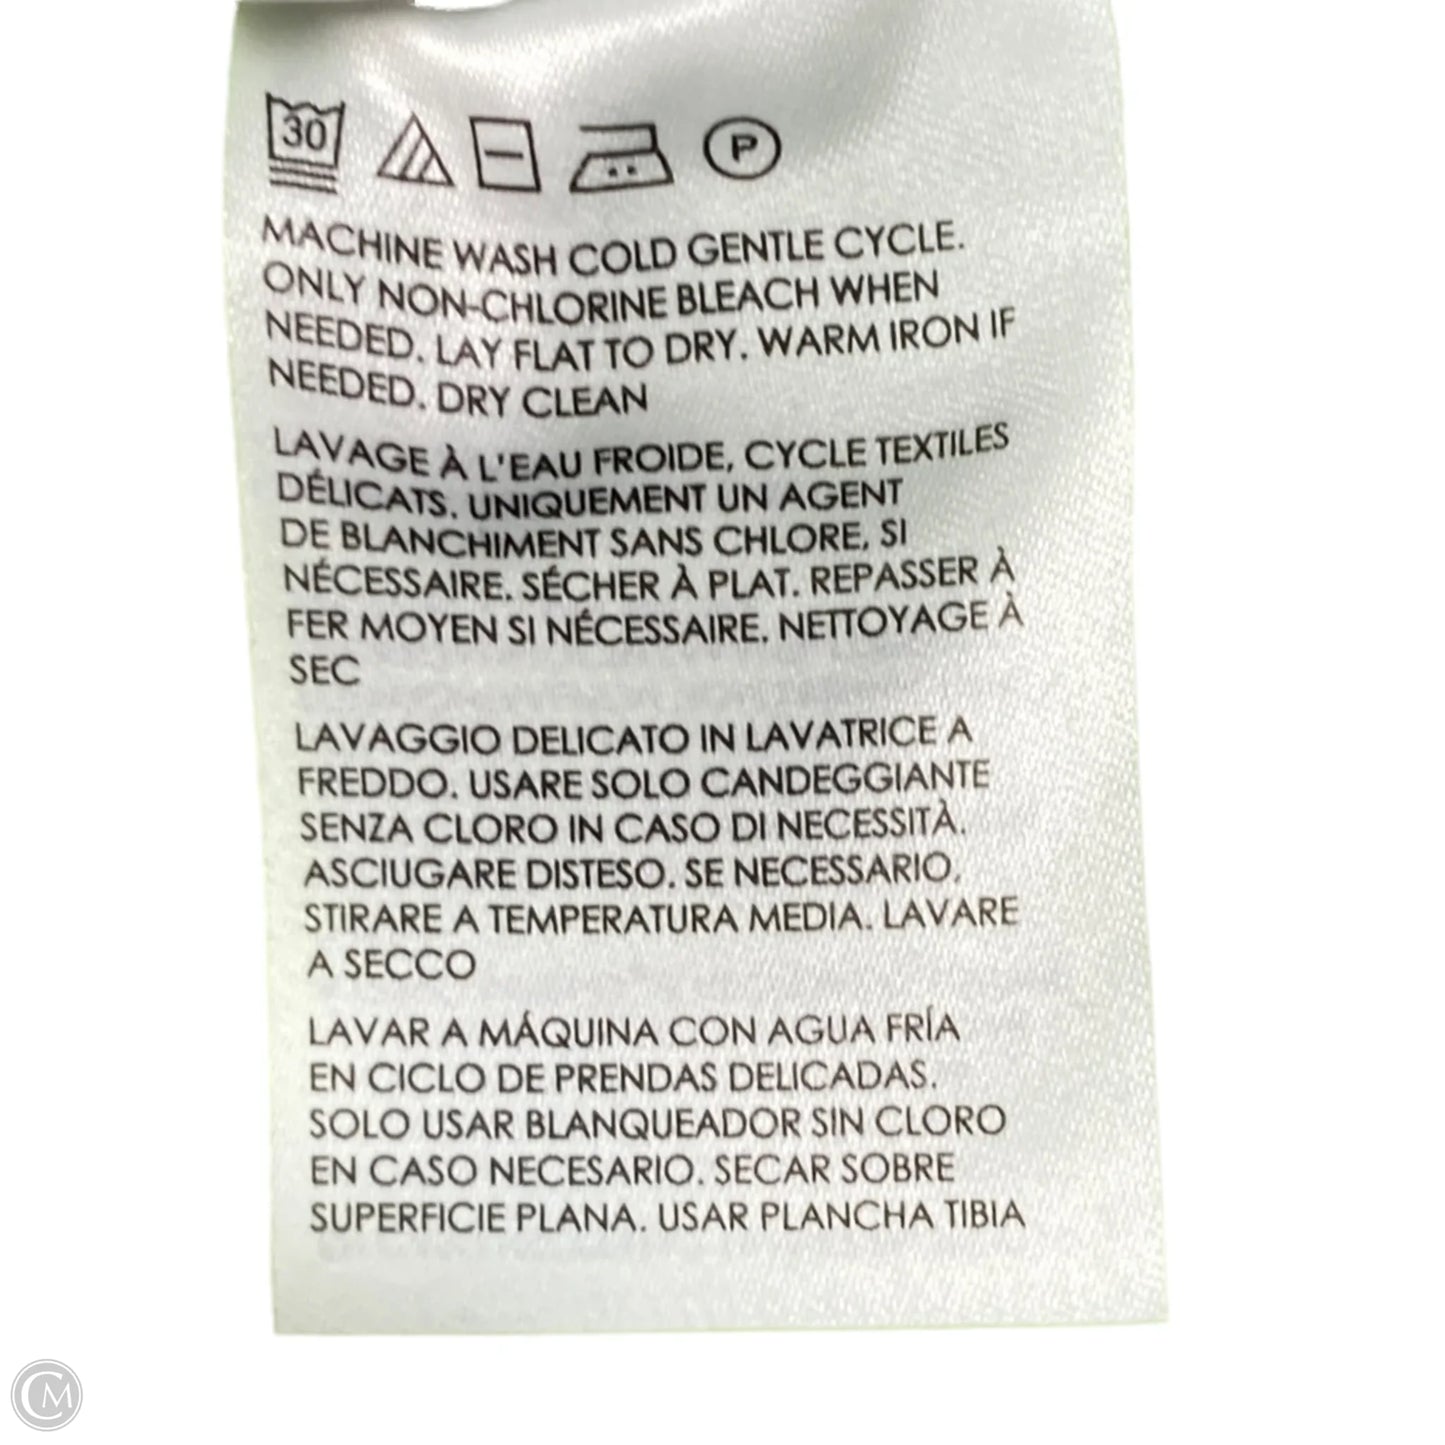 30
P
MACHINE WASH COLD GENTLE CYCLE.
ONLY NON-CHLORINE BLEACH WHEN
NEEDED. LAY FLAT TO DRY. WARM IRON IF
NEEDED. DRY CLEAN
LAVAGE À L'EAU FROIDE, CYCLE TEXTILES
DÉLICATS. UNIQUEMENT UN AGENT
DE BLANCHIMENT SANS CHLORE, SI
NÉCESSAIRE. SÉCHER À PLAT. REPASSER À
FER MOYEN SI NÉCESSAIRE. NETTOYAGE À
SEC
LAVAGGIO DELICATO IN LAVATRICE A
FREDDO. USARE SOLO CANDEGGIANTE
SENZA CLORO IN CASO DI NECESSITÀ.
ASCIUGARE DISTESO. SE NECESSARIO,
STIRARE A TEMPERATURA MEDIA. LAVARE
A SECCO
LAVAR A MÁQUINA CON AGUA FRÍA
EN CICLO DE PRENDAS DELICADAS.
SOLO USAR BLANQUEADOR SIN CLORO
EN CASO NECESARIO. SECAR SOBRE
SUPERFICIE PLANA. USAR PLANCHA TIBIA
CM